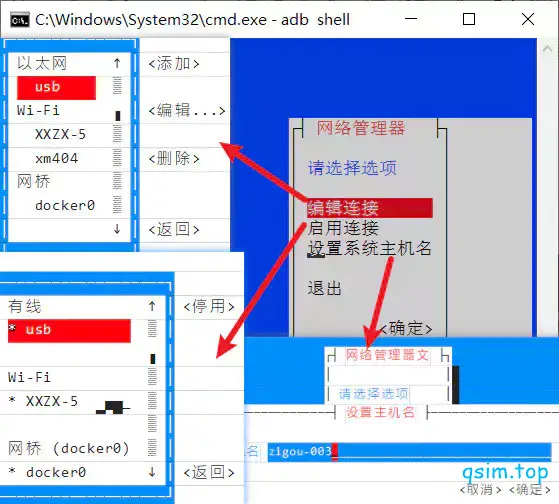 C:\Windows\System32\cmd.exe - adb shell
以太网 ↑ <添加>
usb
Wi-Fi <编辑...>
XXZX-5
xm404 <删除>
网桥
docker0
↓ <返回>
网络管理器
请选择选项
编辑连接
启用连接
设置系统主机名
退出
<确定>
有线 ↑ <停用>
* usb
Wi-Fi
* XXZX-5
网桥 (docker0)
* docker0 ↓ <返回>
网络管理器文
请选择选项
设置主机名
名 zigou-003
qsim.top
<取消> <确定>